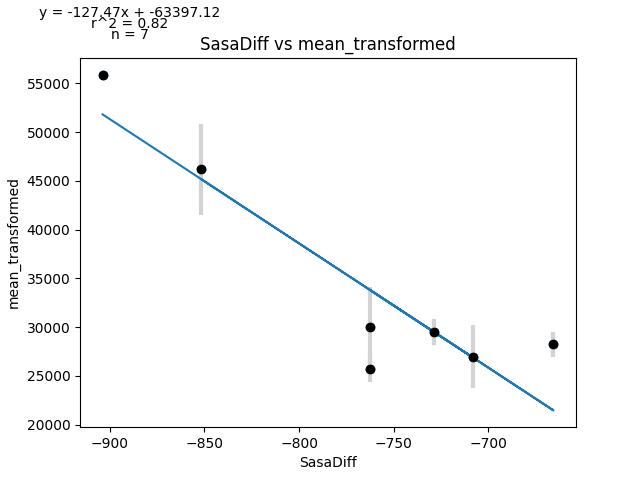 y = -127.47x + -63397.12
r^2 = 0.82
n = 7
SasaDiff vs mean_transformed
55000
50000
45000
40000
35000
30000
25000
20000
mean_transformed
−900
−850
−800
−750
−700
SasaDiff